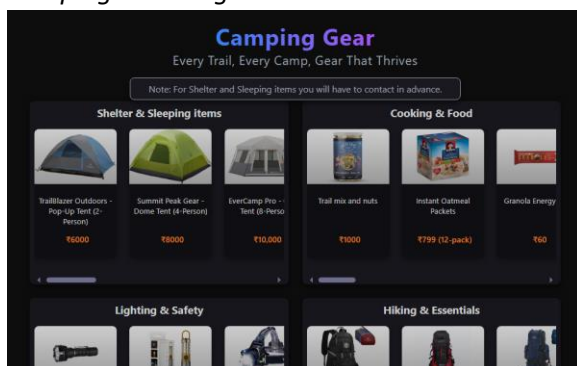 Camping Gear
Every Trail, Every Camp, Gear That Thrives
Note: For Shelter and Sleeping items you will have to contact in advance.
Shelter & Sleeping items
TrailBlazer Outdoors -
Pop-Up Tent (2-
Person)
₹6000
Summit Peak Gear -
Dome Tent (4-Person)
₹8000
EverCamp Pro -
Tent (8-Perso
₹10,000
Cooking & Food
Trail mix and nuts
₹1000
Instant Oatmeal
Packets
₹799 (12-pack)
Granola Energy
₹60
Lighting & Safety
Hiking & Essentials